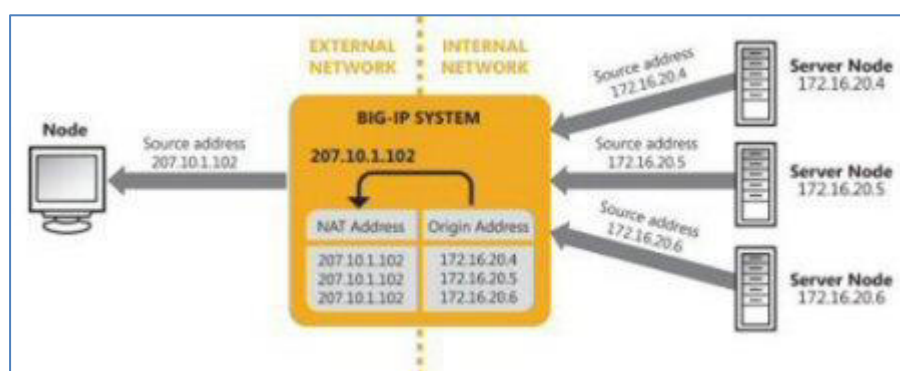 EXTERNAL
NETWORK
INTERNAL
NETWORK
Node
Source address
207.10.1.102
BIG-IP SYSTEM
207.10.1.102
NAT Address
Origin Address
207.10.1.102
172.16.20.4
207.10.1.102
172.16.20.5
207.10.1.102
172.16.20.6
Source address
172.16.20.4
Server Node
172.16.20.4
Source address
172.16.20.5
Server Node
172.16.20.5
Source address
172.16.20.6
Server Node
172.16.20.6